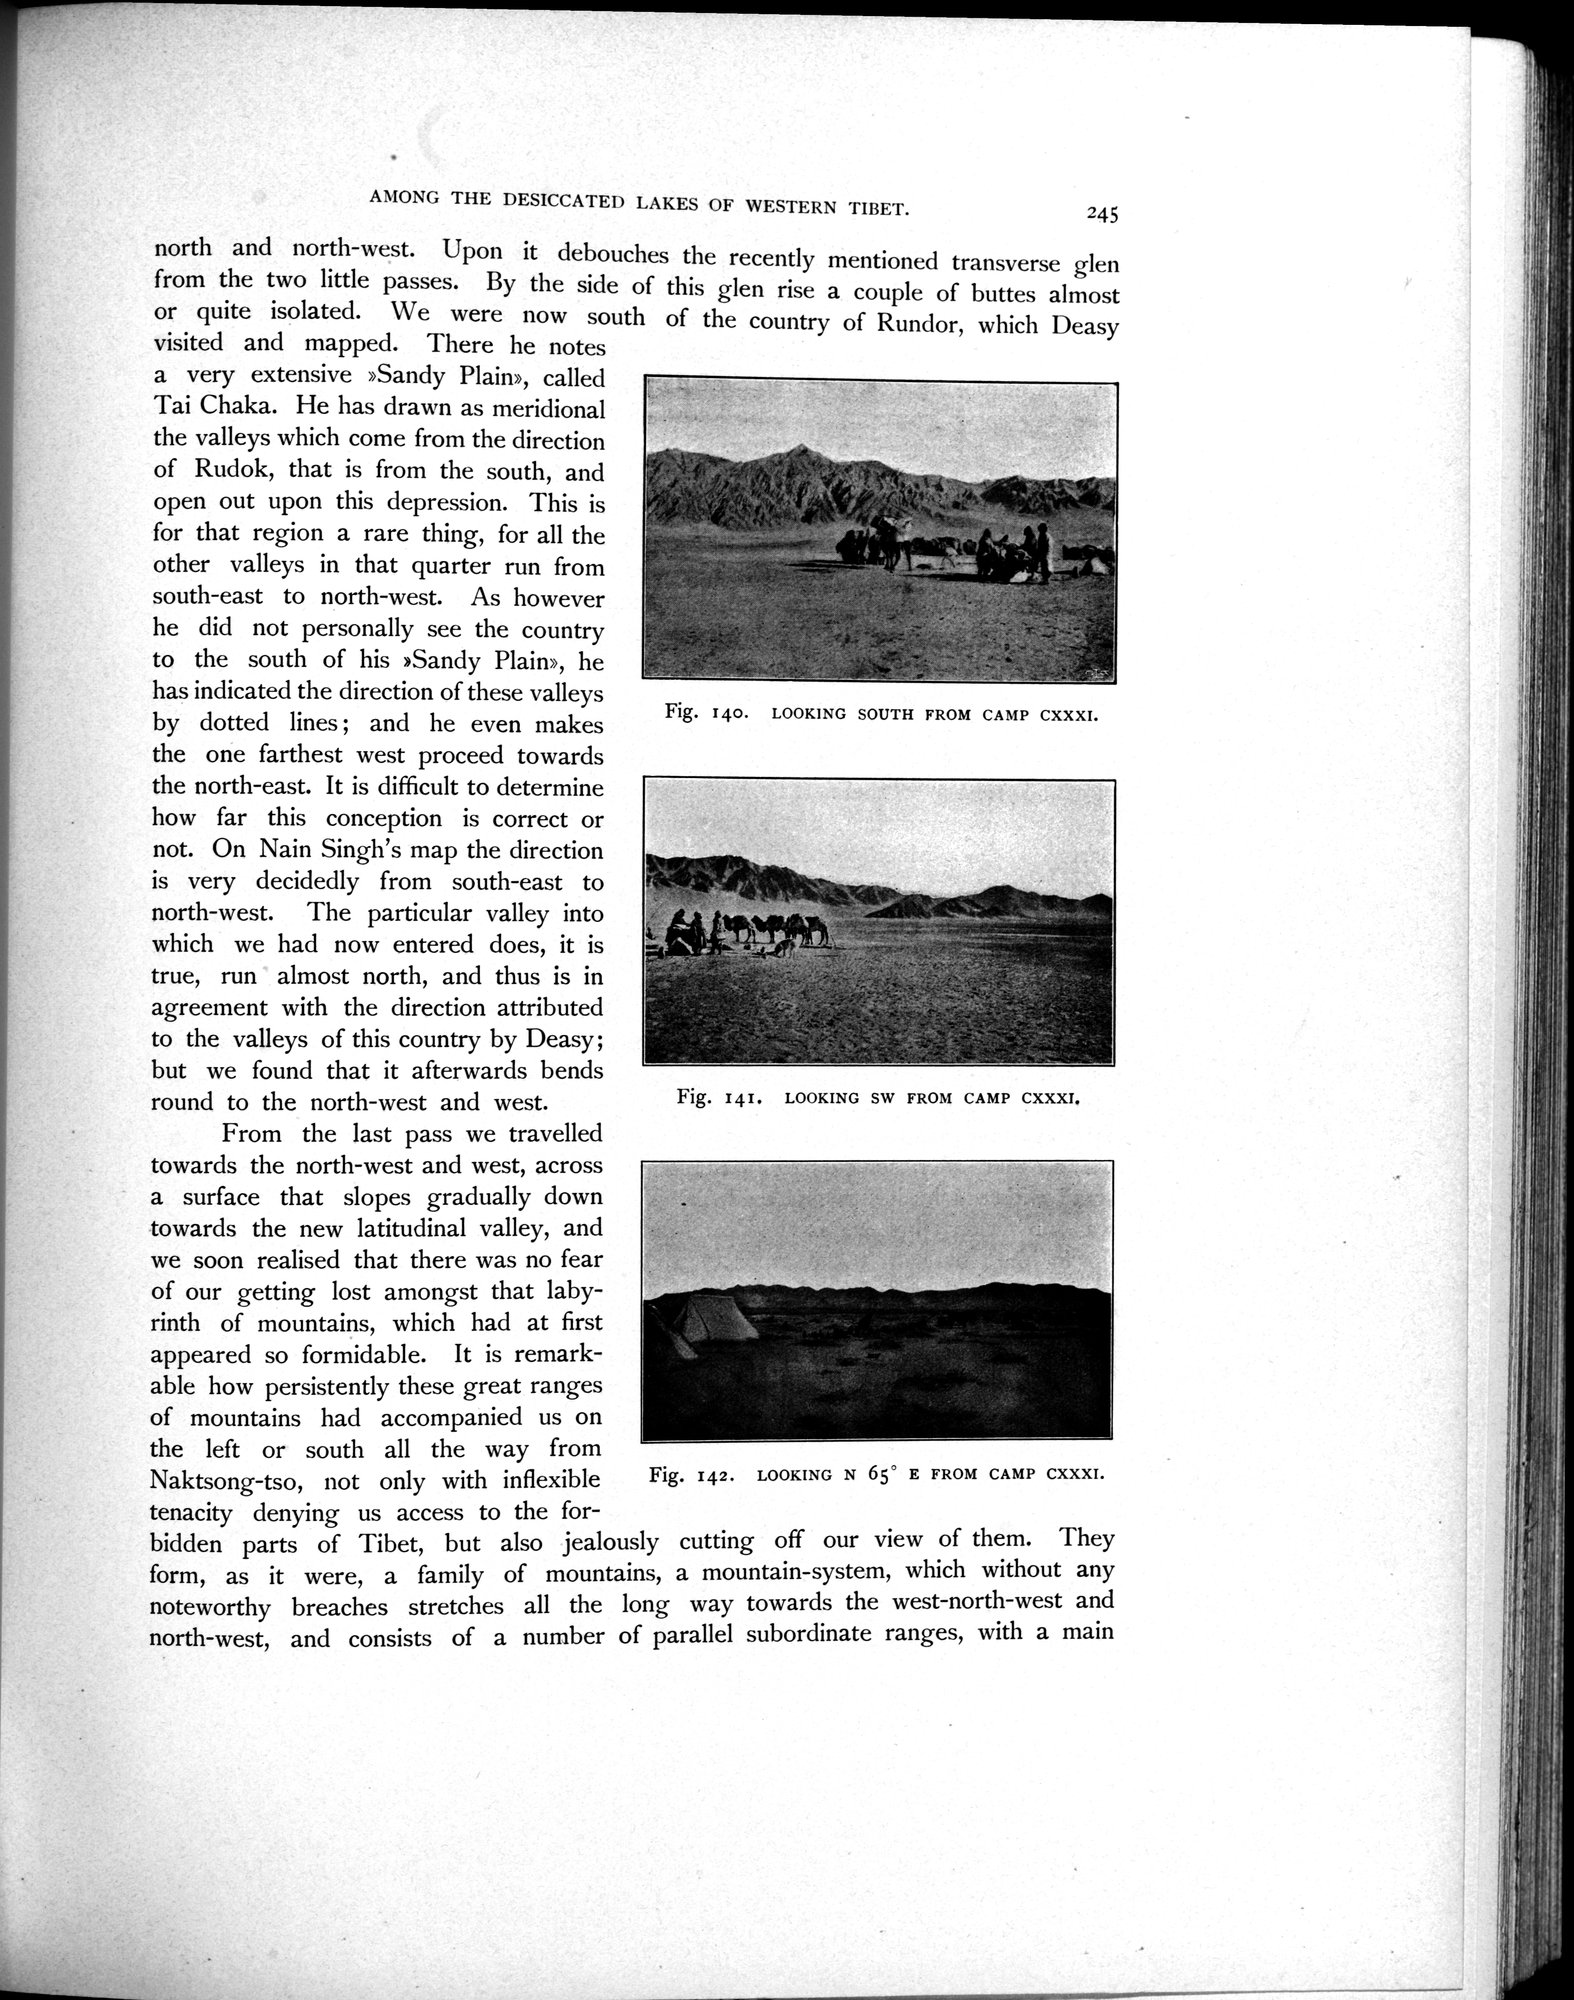 AMONG THE DESICCATED LAKES OF WESTERN TIBET. 245
north and north-west. Upon it debouches the recently mentioned transverse glen
from the two little passes. By the side of this glen rise a couple of buttes almost
or quite isolated. We were now south of the country of Rundor, which Deasy
visited and mapped. There he notes
a very extensive »Sandy Plain», called
Tai Chaka. He has drawn as meridional
the valleys which come from the direction
of Rudok, that is from the south, and
open out upon this depression. This is
for that region a rare thing, for all the
other valleys in that quarter run from
south-east to north-west. As however
he did not personally see the country
to the south of his »Sandy Plain», he
has indicated the direction of these valleys
by dotted lines; and he even makes
the one farthest west proceed towards
the north-east. It is difficult to determine
how far this conception is correct or
not. On Nain Singh's map the direction
is very decidedly from south-east to
north-west. The particular valley into
which we had now entered does, it is
true, run almost north, and thus is in
agreement with the direction attributed
to the valleys of this country by Deasy;
but we found that it afterwards bends
round to the north-west and west.
From the last pass we travelled
towards the north-west and west, across
a surface that slopes gradually down
towards the new latitudinal valley, and
we soon realised that there was no fear
of our getting lost amongst that laby-
rinth of mountains, which had at first
appeared so formidable. It is remark-
able how persistently these great ranges
of mountains had accompanied us on
the left or south all the way from
Naktsong-tso, not only with inflexible
tenacity denying us access to the for-
bidden parts of Tibet, but also jealously cutting off our view of them. They
form, as it were, a family of mountains, a mountain-system, which without any
noteworthy breaches stretches all the long way towards the west-north-west and
north-west, and consists of a number of parallel subordinate ranges, with a main
Fig. 140. LOOKING SOUTH FROM CAMP CXXXI.
Fig. 141. LOOKING SW FROM CAMP CXXXI.
Fig. 142. LOOKING N 65° E FROM CAMP CXXXI.